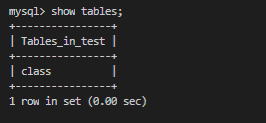 mysql> show tables;
+----------------+
| Tables_in_test |
+----------------+
| class          |
+----------------+
1 row in set (0.00 sec)